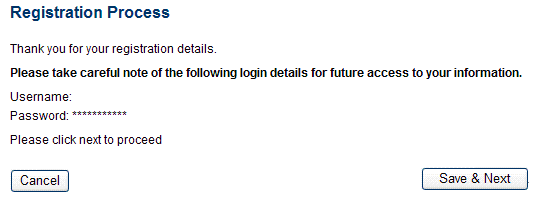 Registration Process
Thank you for your registration details.
Please take careful note of the following login details for future access to your information.
Username:
Password: ***********
Please click next to proceed
Cancel
Save & Next